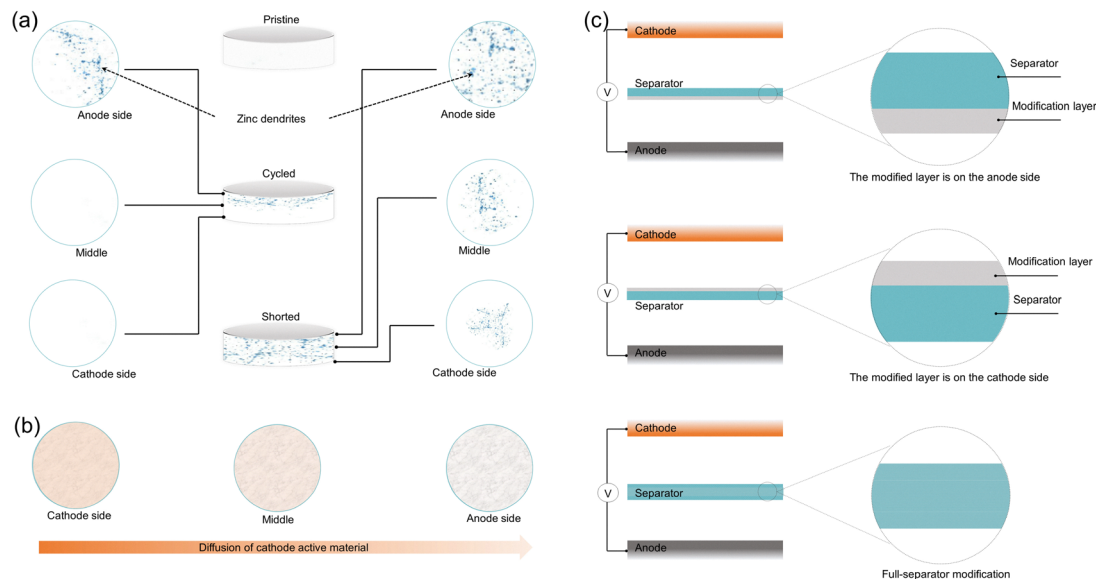 (a)
Pristine
Anode side
Zinc dendrites
Anode side
Cycled
Middle
Middle
Shorted
Cathode side
Cathode side
(b)
Cathode side
Middle
Anode side
Diffusion of cathode active material
(c)
Cathode
Separator
V
Anode
Separator
Modification layer
The modified layer is on the anode side
Cathode
V
Separator
Anode
Modification layer
Separator
The modified layer is on the cathode side
Cathode
V
Separator
Anode
Full-separator modification